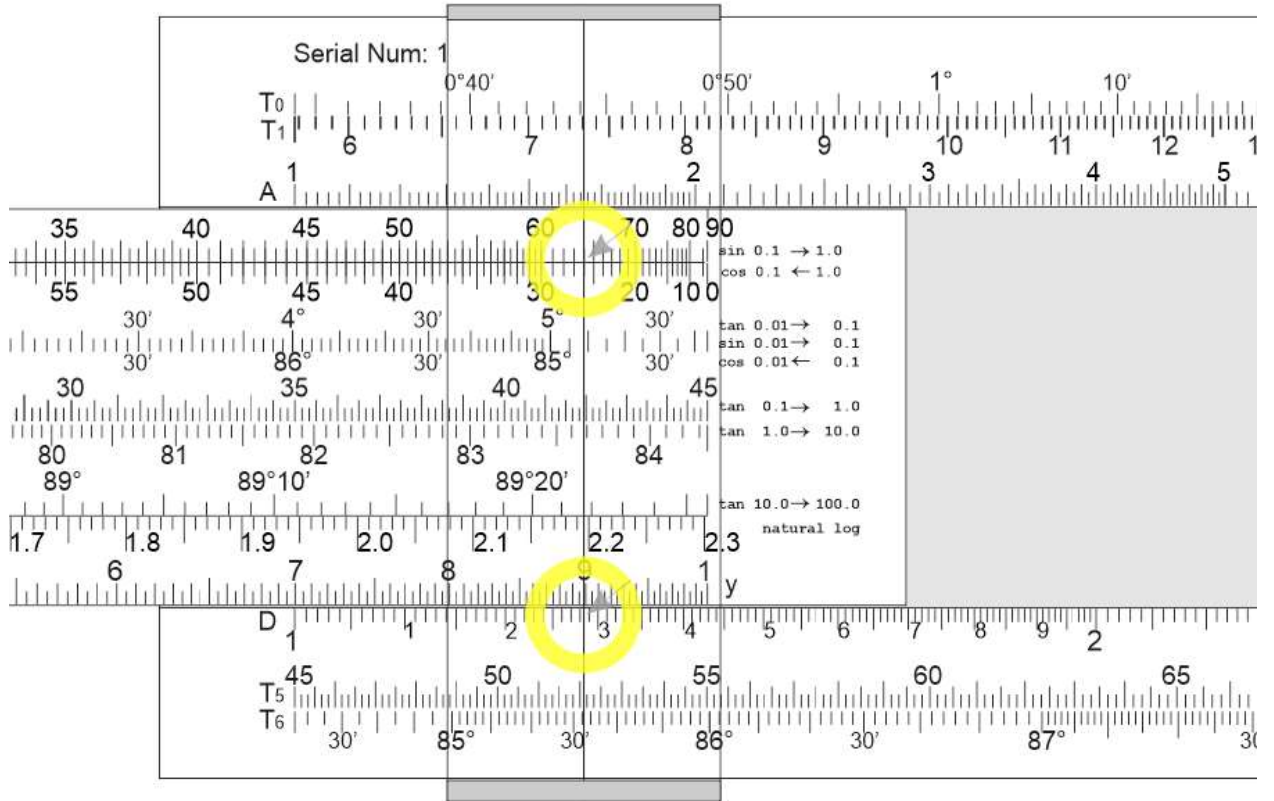 Serial Num: 1
0°40' 0°50' 1° 10'
T0
T1
6 7 8 9 10 11 12 1
1 2 3 4 5
A
35 40 45 50 60 70 80 90
sin 0.1 → 1.0
cos 0.1 ← 1.0
55 50 45 40 30 20 10 0
30' 4° 30' 5° 30'
tan 0.01→ 0.1
sin 0.01→ 0.1
cos 0.01← 0.1
30' 86° 30' 85° 30'
30 35 40 45
tan 0.1→ 1.0
tan 1.0→ 10.0
80 81 82 83 84
89° 89°10' 89°20'
tan 10.0→100.0
natural log
1.7 1.8 1.9 2.0 2.1 2.2 2.3
6 7 8 9 1 y
D
1 1 2 3 4 5 6 7 8 9 2
45 50 55 60 65
T5
T6
30' 85° 30' 86° 30' 87° 30